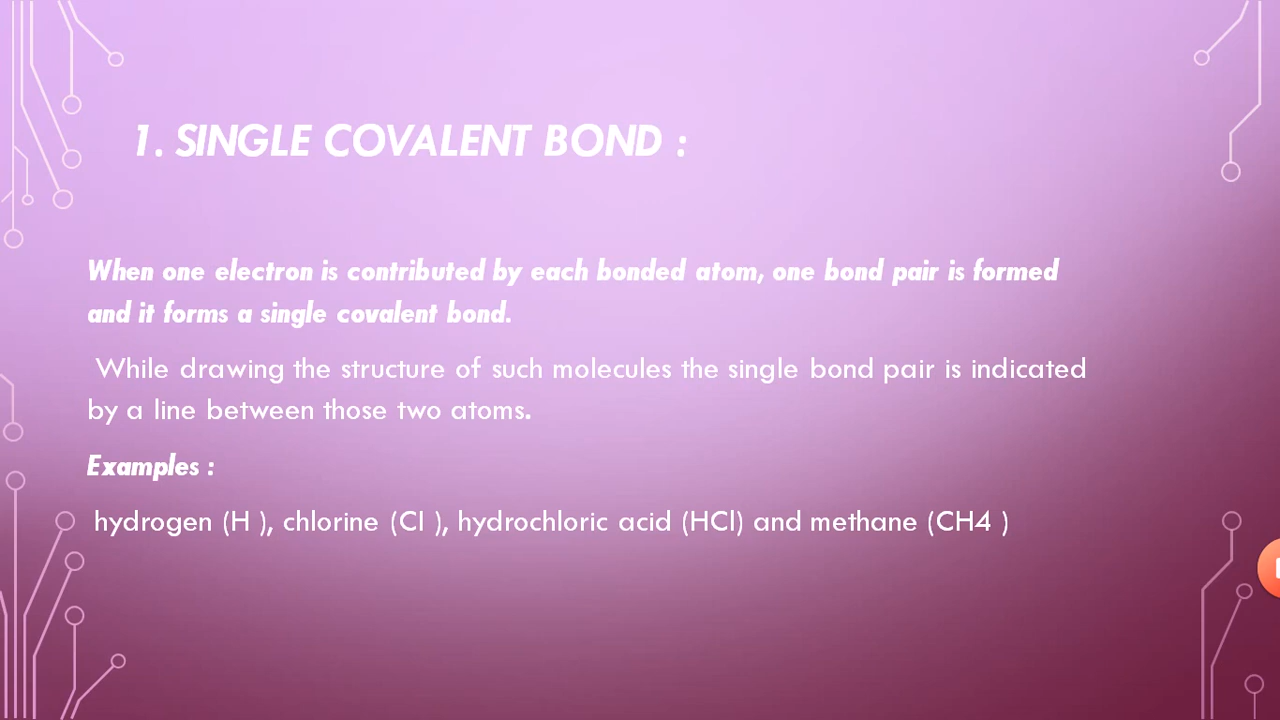 1. SINGLE COVALENT BOND :
When one electron is contributed by each bonded atom, one bond pair is formed
and it forms a single covalent bond.
While drawing the structure of such molecules the single bond pair is indicated
by a line between those two atoms.
Examples :
hydrogen (H ), chlorine (Cl ), hydrochloric acid (HCl) and methane (CH4 )